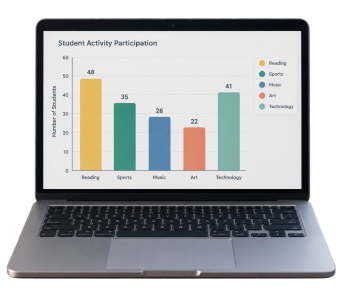 Student Activity Participation
60
50
40
30
20
10
0
Number of Students
48
35
28
22
41
Reading
Sports
Music
Art
Technology
Reading
Sports
Music
Art
Technology